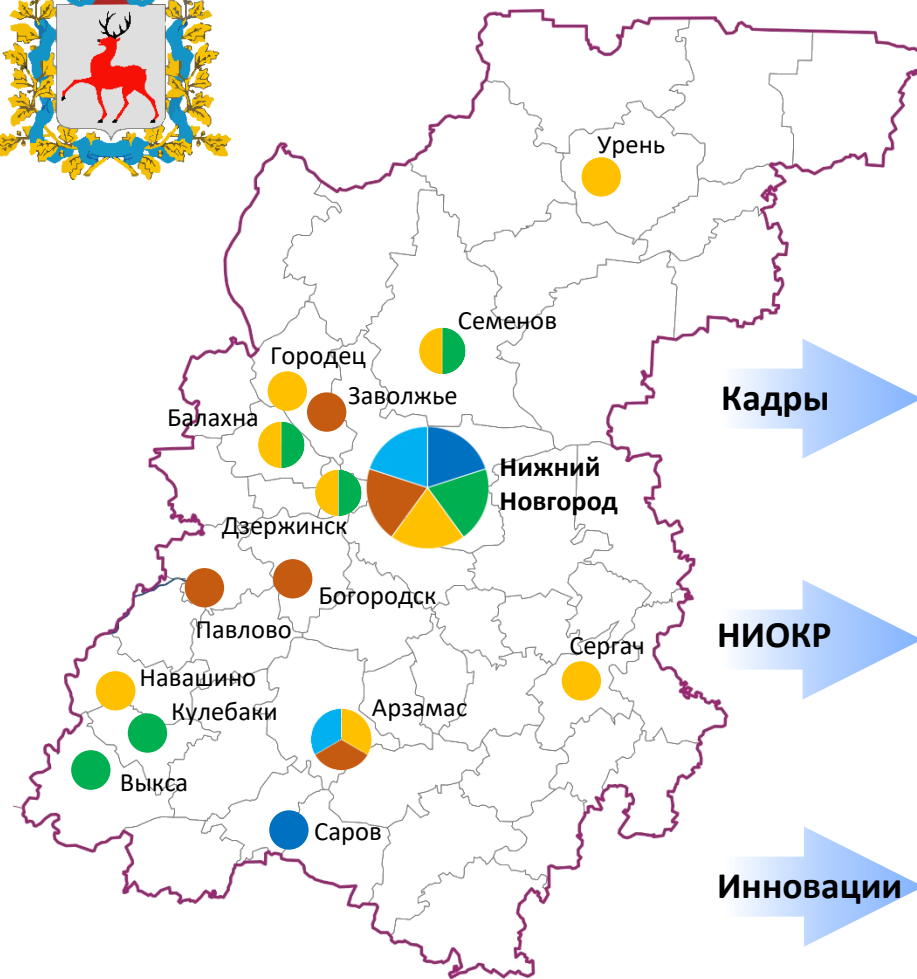 Урень
Семенов
Городец
Заволжье
Балахна
Нижний
Новгород
Дзержинск
Богородск
Павлово
Навашино
Кулебаки
Выкса
Арзамас
Сергач
Саров
Кадры
НИОКР
Инновации